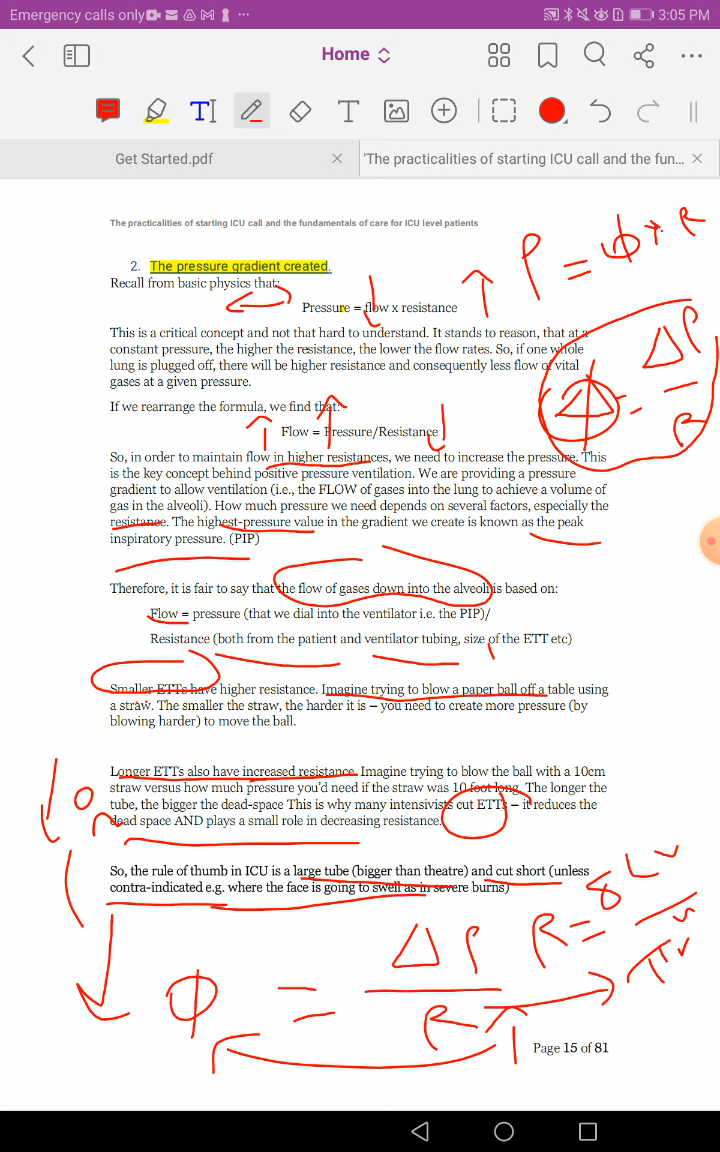 Emergency calls only ··· 3:05 PM
Home
Get Started.pdf × 'The practicalities of starting ICU call and the fun... ×
The practicalities of starting ICU call and the fundamentals of care for ICU level patients
2. The pressure gradient created.
Recall from basic physics that:
P = ϕ * R
Pressure = flow x resistance
This is a critical concept and not that hard to understand. It stands to reason, that at a
constant pressure, the higher the resistance, the lower the flow rates. So, if one whole
lung is plugged off, there will be higher resistance and consequently less flow of vital
gases at a given pressure.
ϕ = ΔP / R
If we rearrange the formula, we find that:
Flow = Pressure/Resistance
So, in order to maintain flow in higher resistances, we need to increase the pressure. This
is the key concept behind positive pressure ventilation. We are providing a pressure
gradient to allow ventilation (i.e., the FLOW of gases into the lung to achieve a volume of
gas in the alveoli). How much pressure we need depends on several factors, especially the
resistance. The highest-pressure value in the gradient we create is known as the peak
inspiratory pressure. (PIP)
Therefore, it is fair to say that the flow of gases down into the alveoli is based on:
Flow = pressure (that we dial into the ventilator i.e. the PIP)/
Resistance (both from the patient and ventilator tubing, size of the ETT etc)
Smaller ETTs have higher resistance. Imagine trying to blow a paper ball off a table using
a straw. The smaller the straw, the harder it is – you need to create more pressure (by
blowing harder) to move the ball.
Longer ETTs also have increased resistance. Imagine trying to blow the ball with a 10cm
straw versus how much pressure you'd need if the straw was 10 foot long. The longer the
tube, the bigger the dead-space This is why many intensivists cut ETTs – it reduces the
dead space AND plays a small role in decreasing resistance.
So, the rule of thumb in ICU is a large tube (bigger than theatre) and cut short (unless
contra-indicated e.g. where the face is going to swell as in severe burns)
ϕ = ΔP / R
Page 15 of 81